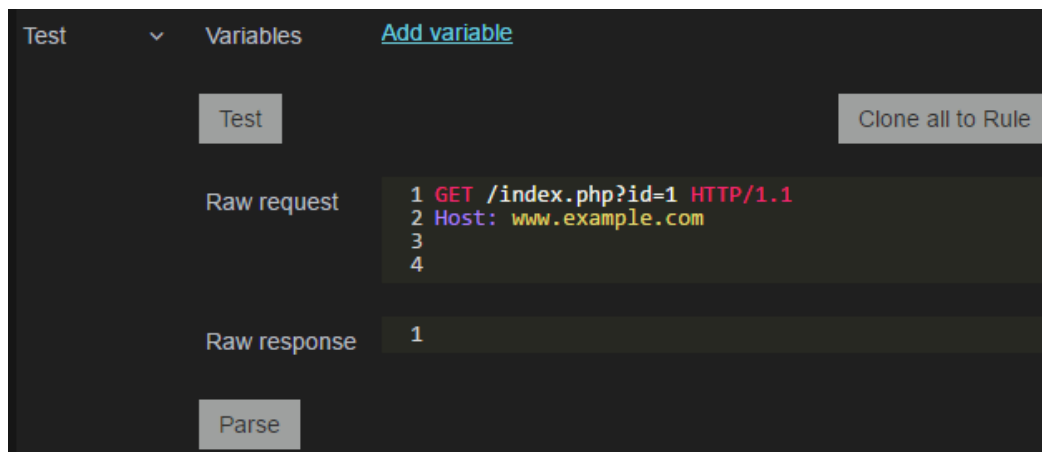 Test Variables Add variable
Test Clone all to Rule
Raw request
1 GET /index.php?id=1 HTTP/1.1
2 Host: www.example.com
3
4
Raw response 1
Parse